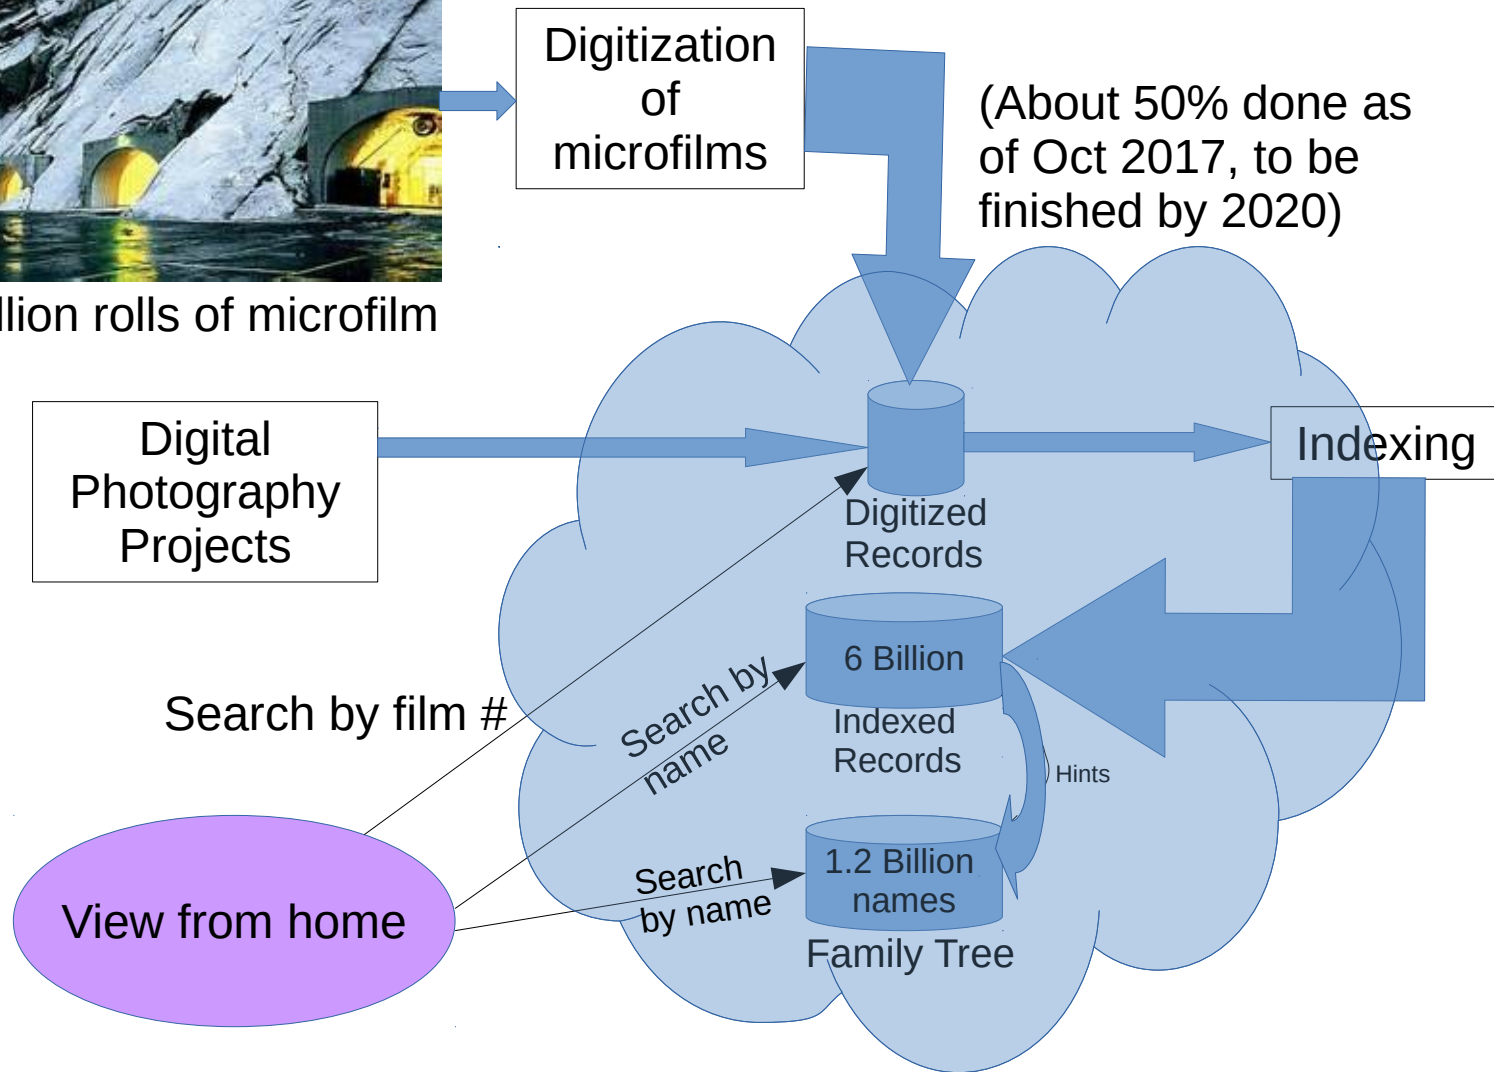 Digitization
of
microfilms
(About 50% done as
of Oct 2017, to be
finished by 2020)
rolls of microfilm
Digital
Photography
Projects
Indexing
Digitized
Records
6 Billion
Indexed
Records
Search by film #
Search by
name
Hints
Search
by name
1.2 Billion
names
View from home
Family Tree